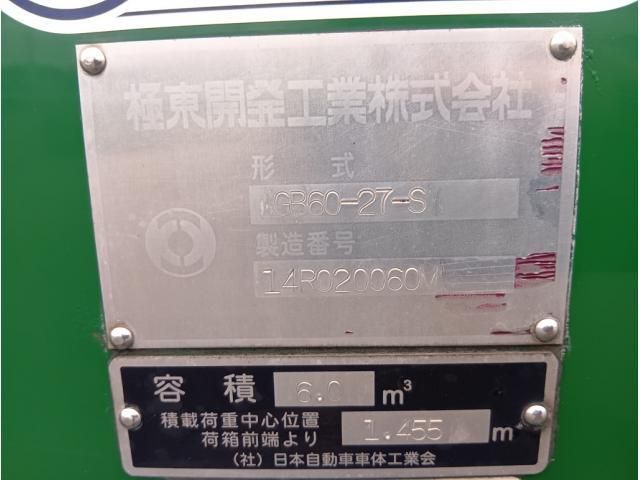 極東開発工業株式会社
形式
GB60-27-S
製造番号
14R020060M
容積 6.0 m³
積載荷重中心位置
荷箱前端より 1.455 m
(社)日本自動車車体工業会